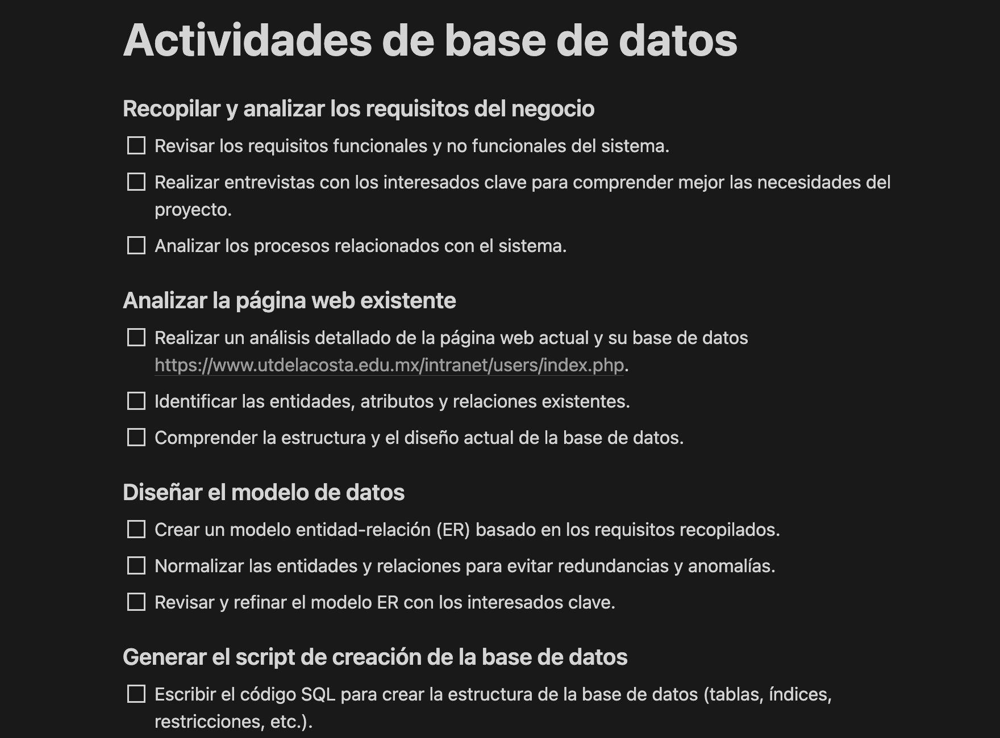 Actividades de base de datos
Recopilar y analizar los requisitos del negocio
Revisar los requisitos funcionales y no funcionales del sistema.
Realizar entrevistas con los interesados clave para comprender mejor las necesidades del
proyecto.
Analizar los procesos relacionados con el sistema.
Analizar la página web existente
Realizar un análisis detallado de la página web actual y su base de datos
https://www.utdelacosta.edu.mx/intranet/users/index.php.
Identificar las entidades, atributos y relaciones existentes.
Comprender la estructura y el diseño actual de la base de datos.
Diseñar el modelo de datos
Crear un modelo entidad-relación (ER) basado en los requisitos recopilados.
Normalizar las entidades y relaciones para evitar redundancias y anomalías.
Revisar y refinar el modelo ER con los interesados clave.
Generar el script de creación de la base de datos
Escribir el código SQL para crear la estructura de la base de datos (tablas, índices,
restricciones, etc.).